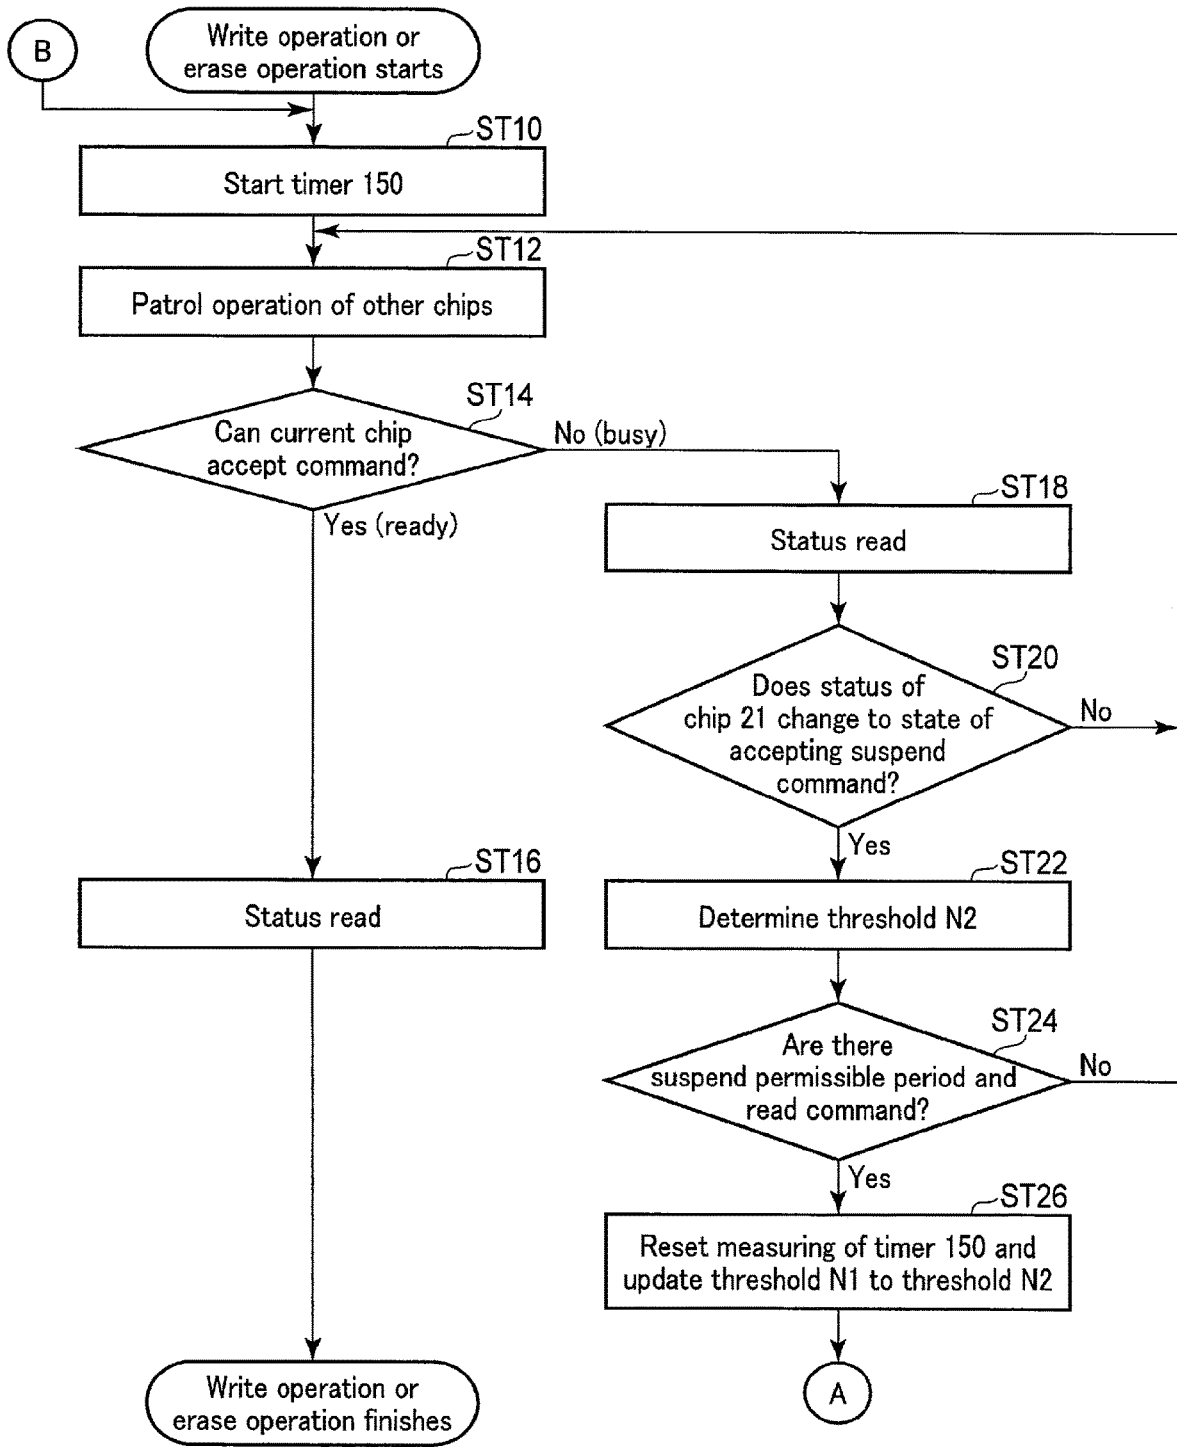 B
Write operation or
erase operation starts
ST10
Start timer 150
ST12
Patrol operation of other chips
ST14
Can current chip
accept command?
No (busy)
Yes (ready)
ST18
Status read
ST20
Does status of
chip 21 change to state of
accepting suspend
command?
No
Yes
ST16
Status read
ST22
Determine threshold N2
ST24
Are there
suspend permissible period and
read command?
No
Yes
ST26
Reset measuring of timer 150 and
update threshold N1 to threshold N2
A
Write operation or
erase operation finishes